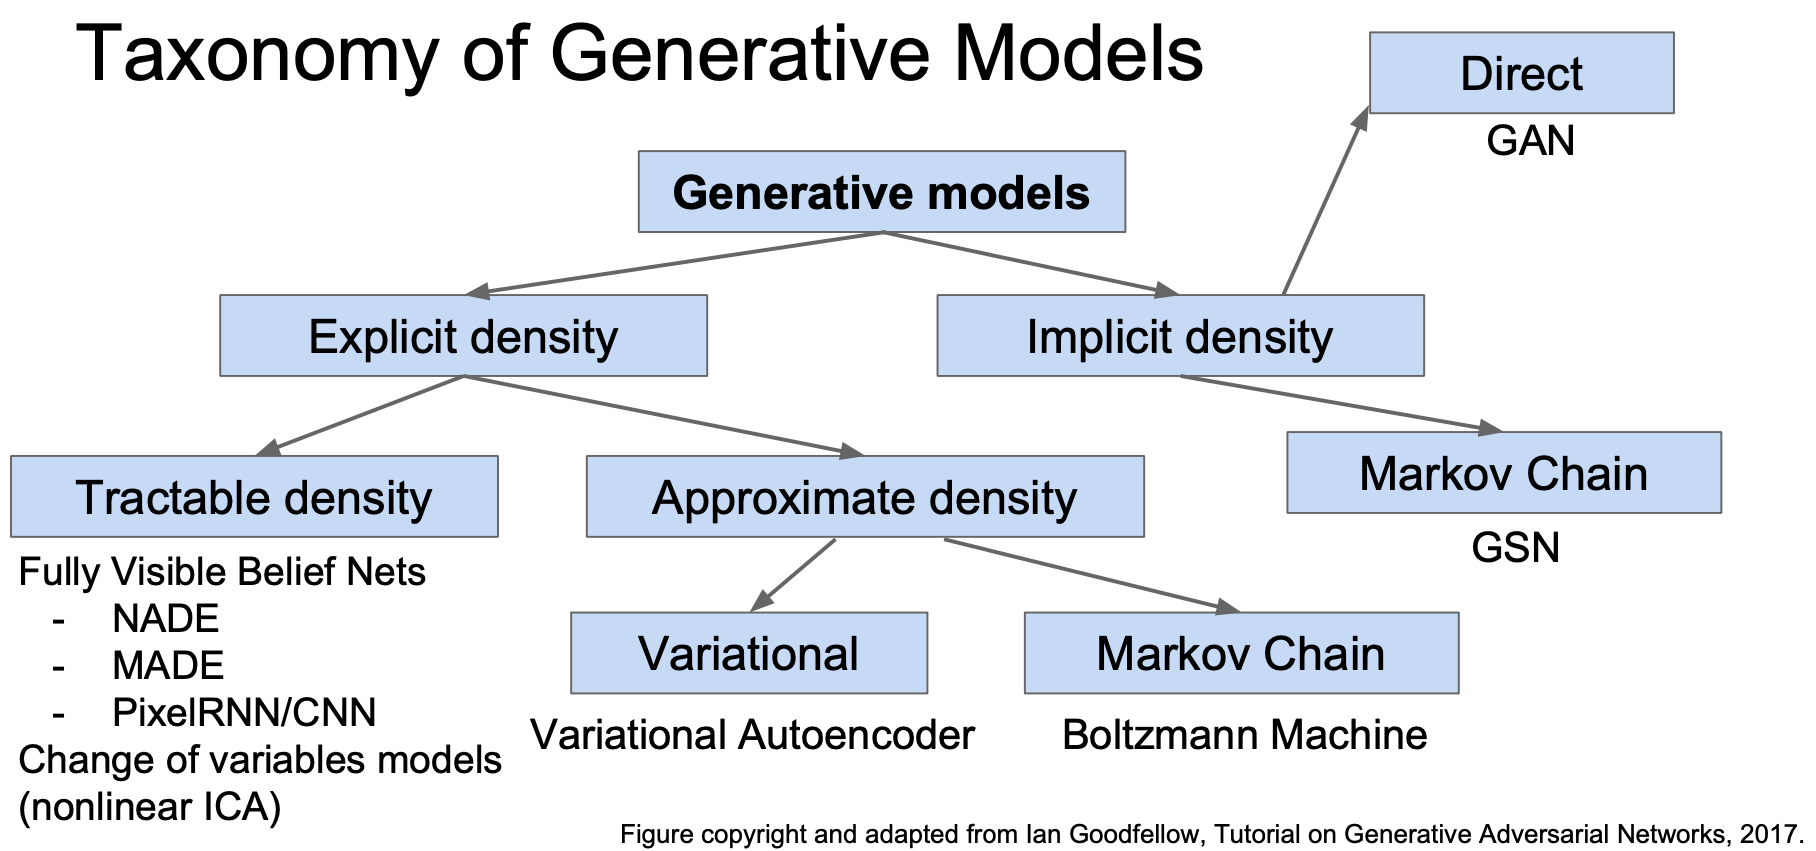 Taxonomy of Generative Models
Direct
GAN
Generative models
Explicit density
Implicit density
Tractable density
Approximate density
Markov Chain
GSN
Fully Visible Belief Nets
- NADE
- MADE
- PixelRNN/CNN
Change of variables models
(nonlinear ICA)
Variational
Markov Chain
Variational Autoencoder
Boltzmann Machine
Figure copyright and adapted from Ian Goodfellow, Tutorial on Generative Adversarial Networks, 2017.